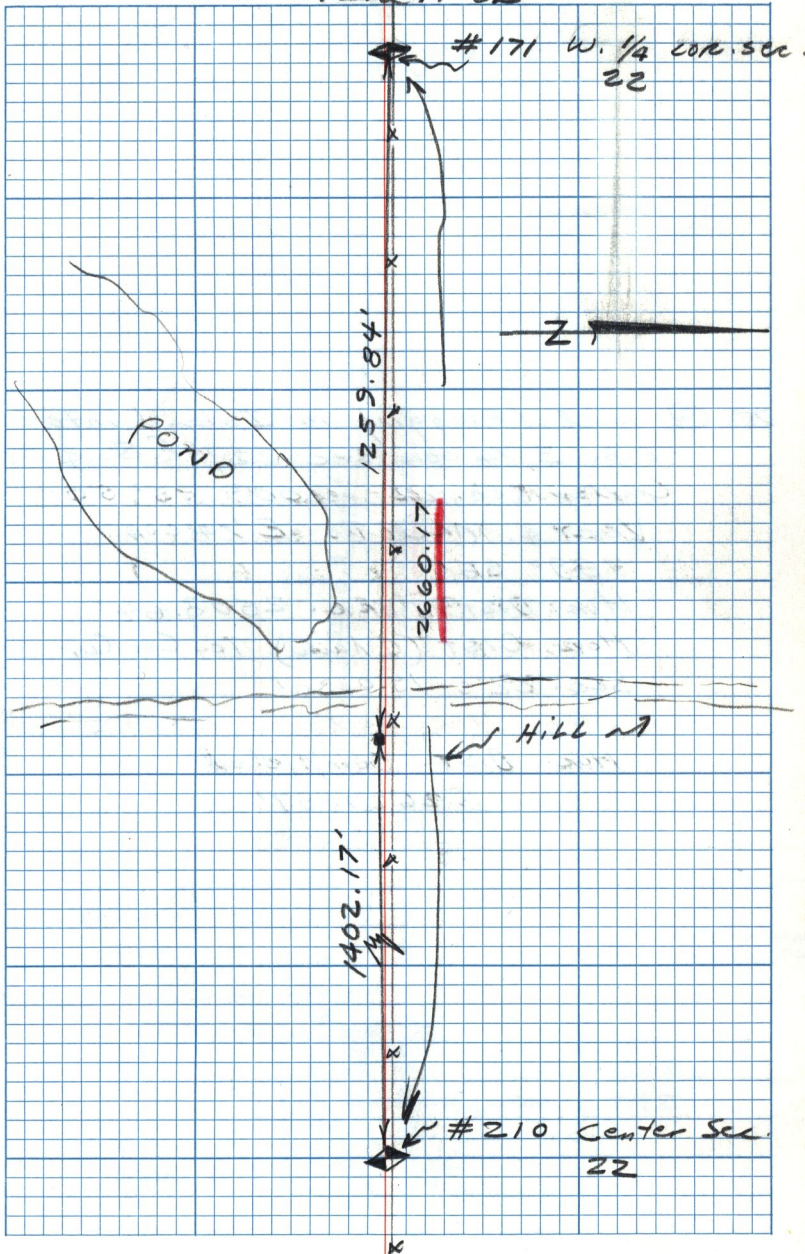 #171 W. 1/4 cor. sec.
22
1259.84'
Z
POND
2660.17
HILL
1402.17'
#210 Center Sec.
22